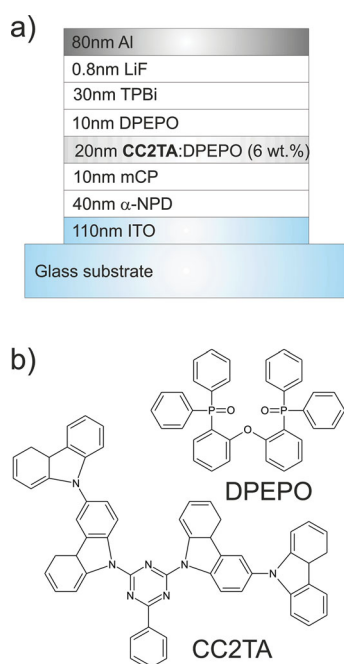 a)
80nm Al
0.8nm LiF
30nm TPBi
10nm DPEPO
20nm CC2TA:DPEPO (6 wt.%)
10nm mCP
40nm α-NPD
110nm ITO
Glass substrate
b)
P=O O=P
O
DPEPO
N
N
N N N N
N N
CC2TA